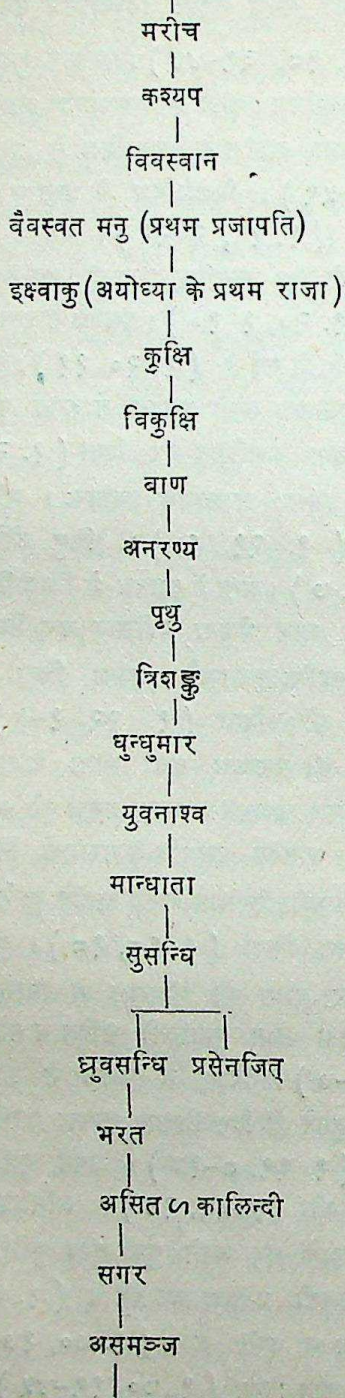 मरीच
कश्यप
विवस्वान
वैवस्वत मनु (प्रथम प्रजापति)
इक्ष्वाकु (अयोध्या के प्रथम राजा)
कुक्षि
विकुक्षि
बाण
अनरण्य
पृथु
त्रिशङ्कु
धुन्धुमार
युवनाश्व
मान्धाता
सुसन्धि
ध्रुवसन्धि प्रसेनजित्
भरत
असित ഗ कालिन्दी
सगर
असमञ्ज